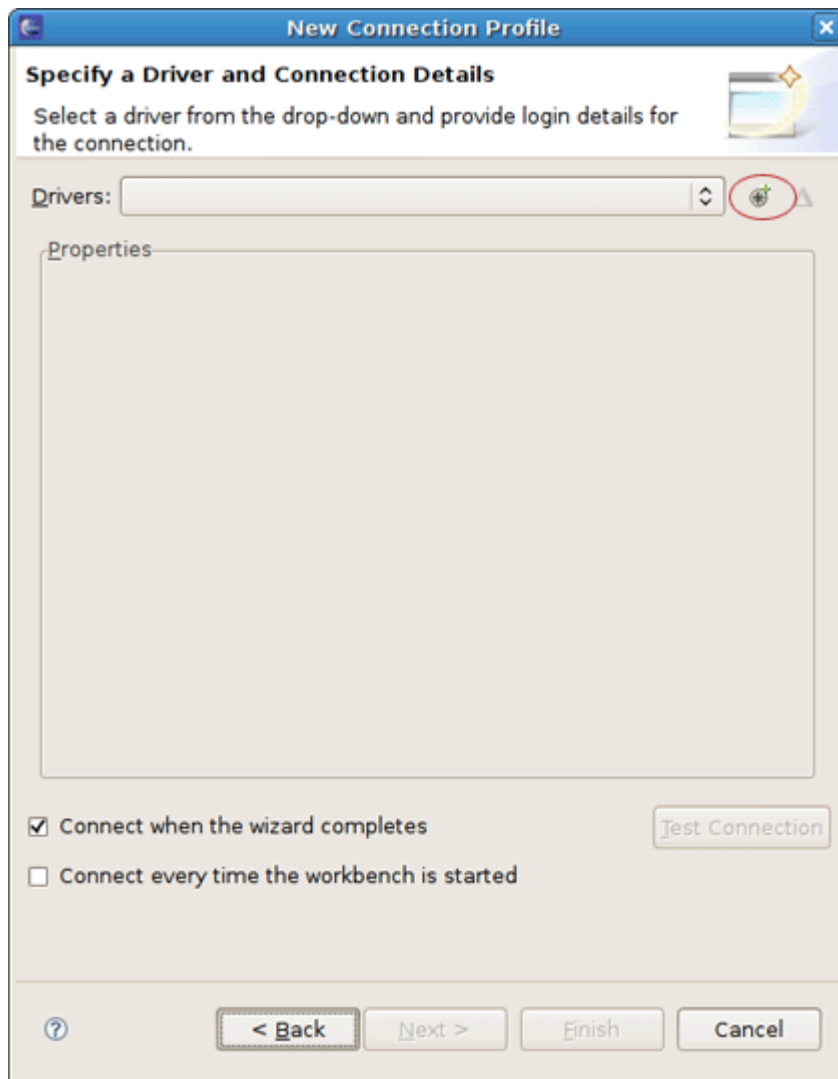 New Connection Profile
Specify a Driver and Connection Details
Select a driver from the drop-down and provide login details for
the connection.
Drivers:
Properties
Connect when the wizard completes
Test Connection
Connect every time the workbench is started
< Back
Next >
Finish
Cancel